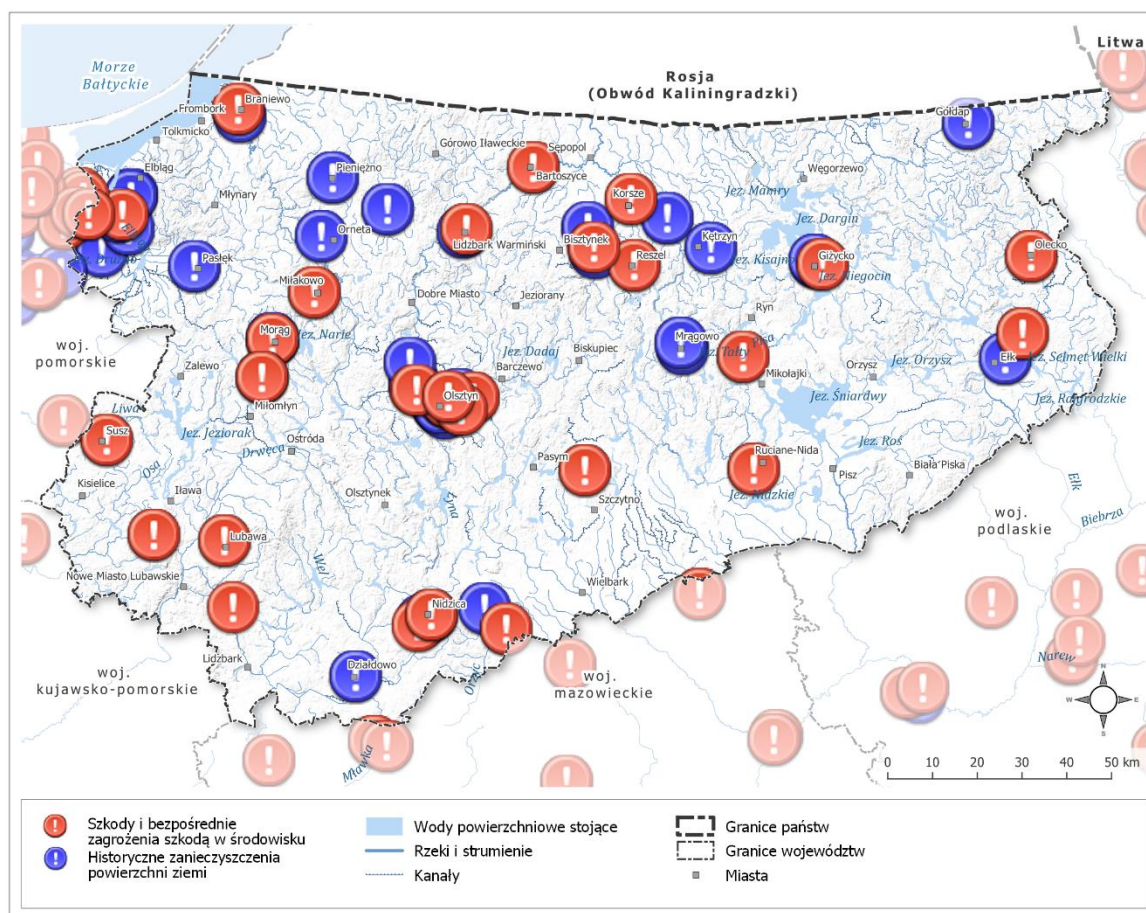 Litwa
Morze
Bałtyckie
Rosja
(Obwód Kaliningradzki)
Braniewo
Frombork
Tolkmicko
Gołdap
Górowo Iławeckie
Sępopol
Bartoszyce
Elbląg
Pieniężno
Węgorzewo
Młynary
Jez. Mamry
Korsze
Jez. Dargin
Orneta
Lidzbark Warmiński
Bisztynek
Kętrzyn
Olecko
Pasłęk
Reszel
Jez. Kisajno
Giżycko
Jez. Niegocin
Miłakowo
Dobre Miasto
Jeziorany
Ryn
Morąg
Jez. Narie
Mrągowo
Jez. Tałty
Pisa
woj.
pomorskie
Jez. Dadaj
Biskupiec
Barczewo
Jez. Orzysz
Ełk
Jez. Selmęt Wielki
Zalewo
Mikołajki
Orzysz
Jez. Śniardwy
Jez. Rajgrodzkie
Liwa
Miłomłyn
Olsztyn
Jez. Jeziorak
Susz
Drwęca
Ostróda
Jez. Roś
Osa
Pasym
Ruciane-Nida
Pisz
Biała Piska
Kisielice
Iława
Olsztynek
Łyna
Szczytno
Jez. Nidzkie
Ełk
Biebrza
woj.
podlaskie
Lubawa
Wel
Nowe Miasto Lubawskie
Wielbark
Nidzica
Lidzbark
Działdowo
Orzyc
woj.
kujawsko-pomorskie
woj.
mazowieckie
Narew
Mławka
N
W
E
S
0 10 20 30 40 50 km
Szkody i bezpośrednie
zagrożenia szkodą w środowisku
Historyczne zanieczyszczenia
powierzchni ziemi
Wody powierzchniowe stojące
Rzeki i strumienie
Kanały
Granice państw
Granice województw
Miasta